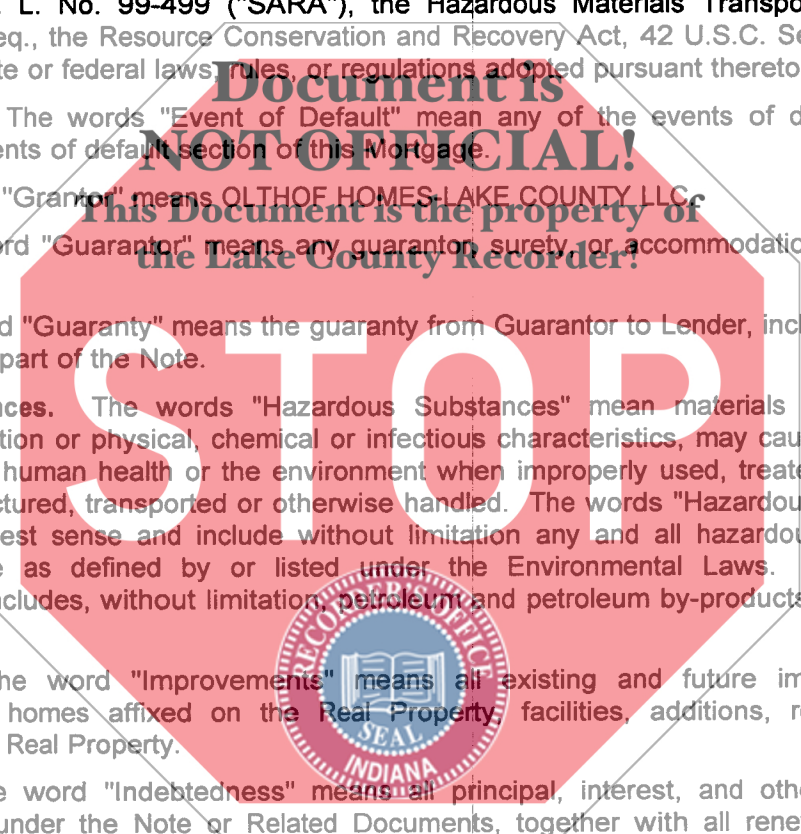 . L. No. 99-499 ("SARA"), the Hazardous Materials Transpo
eq., the Resource Conservation and Recovery Act, 42 U.S.C. Se
te or federal laws, rules, or regulations adopted pursuant thereto
Document is
The words "Event of Default" mean any of the events of d
NOT OFFICIAL!
ents of default section of this Mortgage.
"Grantor" means OLTHOF HOMES-LAKE COUNTY LLC.
This Document is the property of
ord "Guarantor" means any guarantor, surety, or accommodatio
the Lake County Recorder!
d "Guaranty" means the guaranty from Guarantor to Lender, incl
part of the Note.
STOP
nces. The words "Hazardous Substances" mean materials
tion or physical, chemical or infectious characteristics, may cau
human health or the environment when improperly used, treate
ctured, transported or otherwise handled. The words "Hazardou
est sense and include without limitation any and all hazardou
e as defined by or listed under the Environmental Laws.
ncludes, without limitation, petroleum and petroleum by-products
RECORDER'S OFFICE
he word "Improvements" means all existing and future im
homes affixed on the Real Property, facilities, additions, r
SEAL
Real Property.
INDIANA
e word "Indebtedness" means all principal, interest, and oth
under the Note or Related Documents, together with all rene